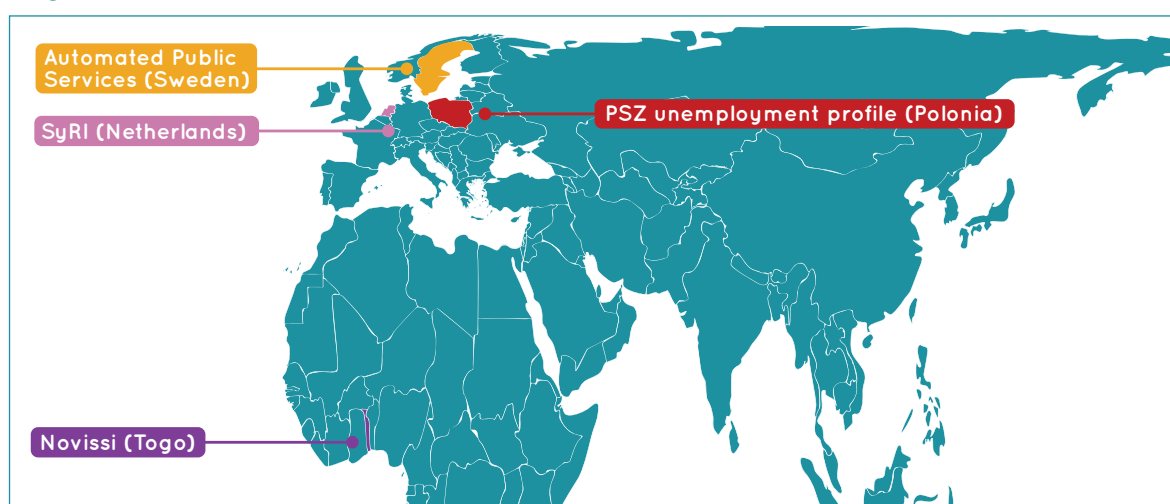 Automated Public
Services (Sweden)
SyRI (Netherlands)
PSZ unemployment profile (Polonia)
Novissi (Togo)